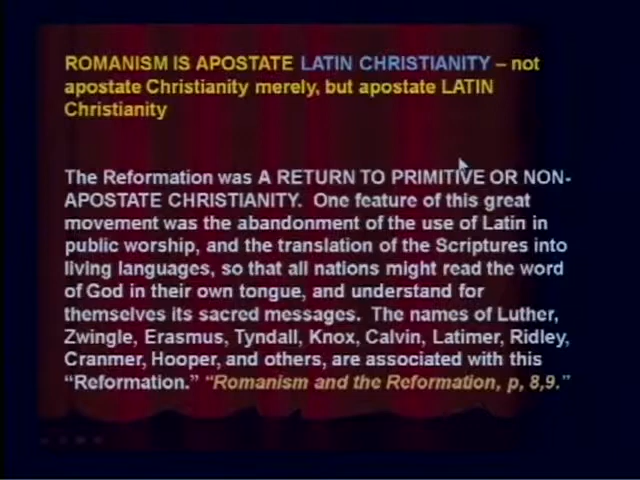 ROMANISM IS APOSTATE LATIN CHRISTIANITY – not
apostate Christianity merely, but apostate LATIN
Christianity
The Reformation was A RETURN TO PRIMITIVE OR NON-
APOSTATE CHRISTIANITY.  One feature of this great
movement was the abandonment of the use of Latin in
public worship, and the translation of the Scriptures into
living languages, so that all nations might read the word
of God in their own tongue, and understand for
themselves its sacred messages.  The names of Luther,
Zwingle, Erasmus, Tyndall, Knox, Calvin, Latimer, Ridley,
Cranmer, Hooper, and others, are associated with this
“Reformation.” “Romanism and the Reformation, p, 8,9.”